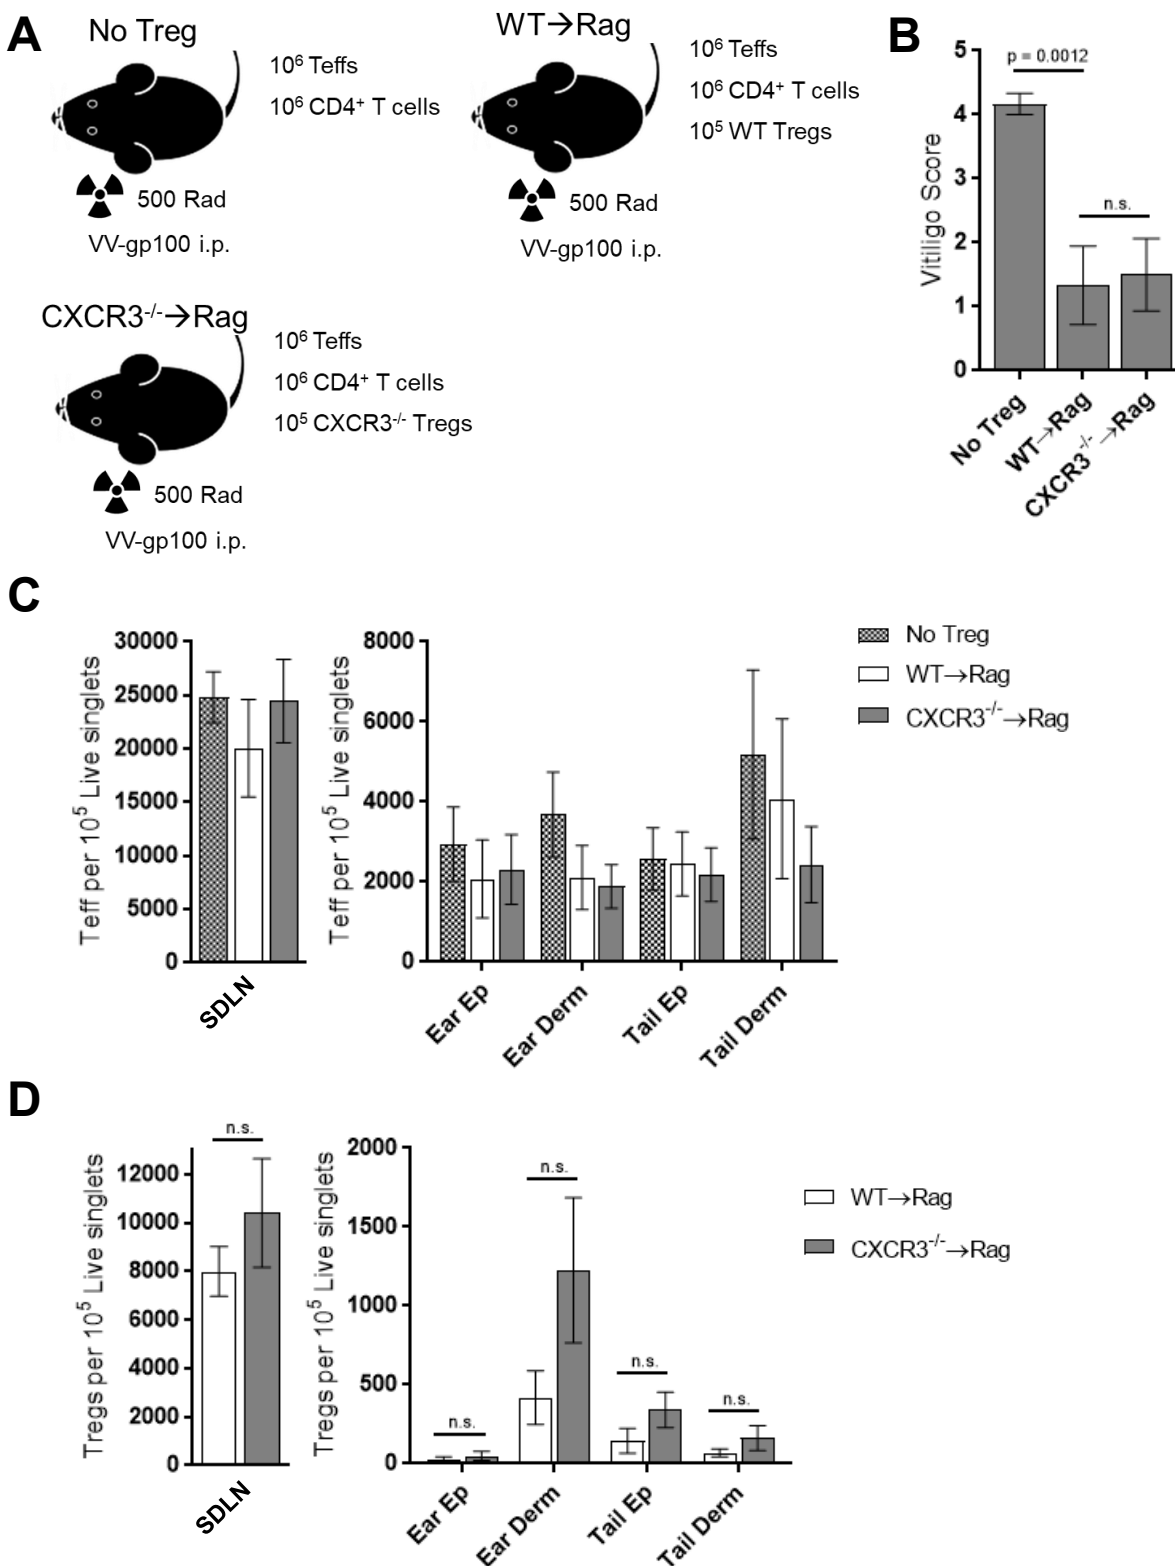 A
No Treg
10⁶ Teffs
10⁶ CD4⁺ T cells
500 Rad
VV-gp100 i.p.
WT→Rag
10⁶ Teffs
10⁶ CD4⁺ T cells
10⁵ WT Tregs
500 Rad
VV-gp100 i.p.
CXCR3⁻/⁻→Rag
10⁶ Teffs
10⁶ CD4⁺ T cells
10⁵ CXCR3⁻/⁻ Tregs
500 Rad
VV-gp100 i.p.
B
Vitiligo Score
5
4
3
2
1
0
p = 0.0012
n.s.
No Treg
WT→Rag
CXCR3⁻/⁻→Rag
C
Teff per 10⁵ Live singlets
30000
25000
20000
15000
10000
5000
0
SDLN
Teff per 10⁵ Live singlets
8000
6000
4000
2000
0
Ear Ep
Ear Derm
Tail Ep
Tail Derm
No Treg
WT→Rag
CXCR3⁻/⁻→Rag
D
Tregs per 10⁵ Live singlets
12000
10000
8000
6000
4000
2000
0
n.s.
SDLN
Tregs per 10⁵ Live singlets
2000
1500
1000
500
0
n.s.
n.s.
n.s.
n.s.
Ear Ep
Ear Derm
Tail Ep
Tail Derm
WT→Rag
CXCR3⁻/⁻→Rag